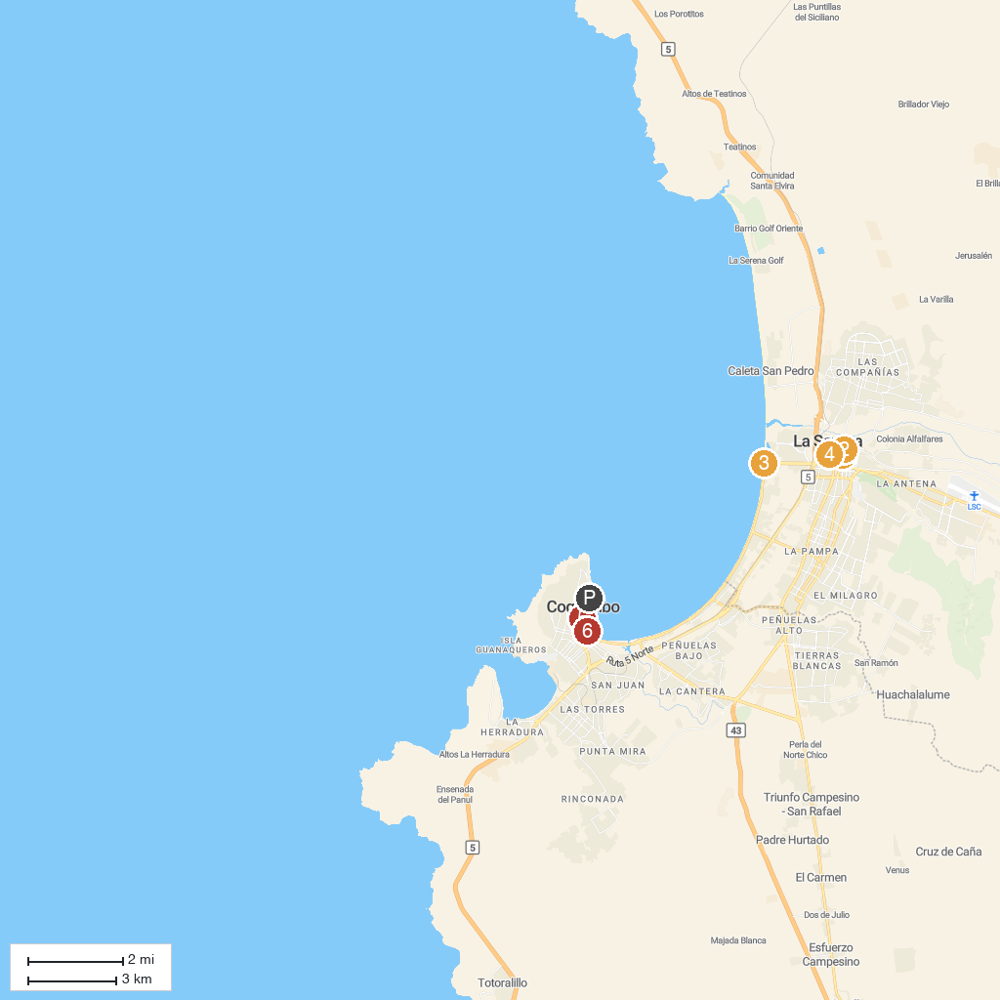 Los Porotitos
Las Puntillas
del Siciliano
5
Altos de Teatinos
Brillador Viejo
Teatinos
Comunidad
Santa Elvira
El Brilla
Barrio Golf Oriente
Jerusalén
La Serena Golf
La Varilla
LAS
COMPAÑÍAS
Caleta San Pedro
Colonia Alfalfares
La S
a
4
2
3
5
LA ANTENA
LSC
LA PAMPA
P
EL MILAGRO
Coq
bo
6
PEÑUELAS
ALTO
ISLA
GUANAQUEROS
PEÑUELAS
BAJO
Ruta 5 Norte
TIERRAS
BLANCAS
San Ramón
SAN JUAN
LA CANTERA
Huachalalume
LAS TORRES
LA
HERRADURA
43
Altos La Herradura
PUNTA MIRA
Perla del
Norte Chico
Ensenada
del Panul
RINCONADA
Triunfo Campesino
- San Rafael
Padre Hurtado
5
Cruz de Caña
Venus
El Carmen
Dos de Julio
Majada Blanca
Esfuerzo
Campesino
2 mi
3 km
Totoralillo